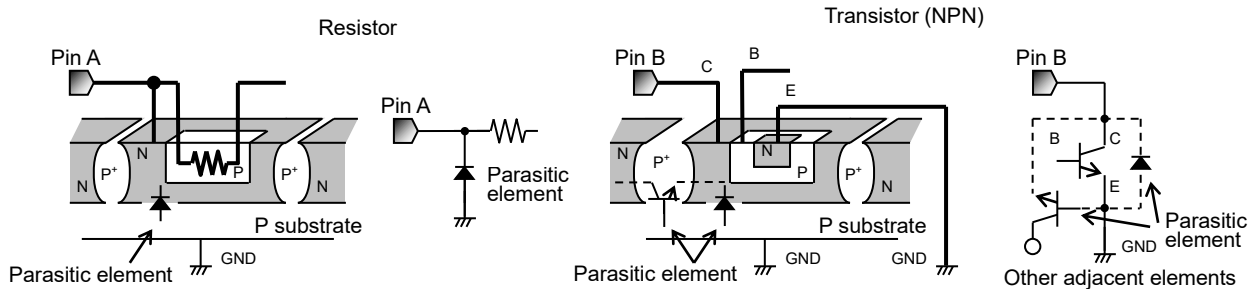 Resistor
Transistor (NPN)
Pin A
Pin B
C
B
E
Pin B
Pin A
N
P+
N
P
P+
N
Parasitic
element
P substrate
GND
Parasitic element
N
P+
N
N
P
P+
N
P substrate
GND
GND
Parasitic element
B
C
E
Parasitic
element
GND
Other adjacent elements